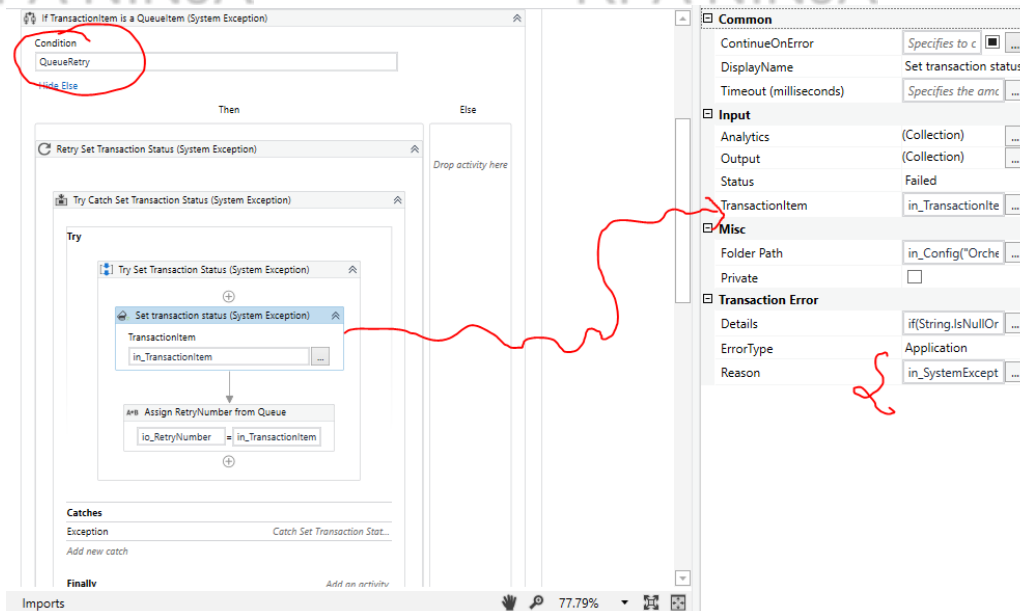 If TransactionItem is a QueueItem (System Exception)
Condition
QueueRetry
Hide Else
Then
Else
Retry Set Transaction Status (System Exception)
Drop activity here
Try Catch Set Transaction Status (System Exception)
Try
Try Set Transaction Status (System Exception)
Set transaction status (System Exception)
TransactionItem
in_TransactionItem
...
A+B Assign RetryNumber from Queue
io_RetryNumber = in_TransactionItem
Catches
Exception Catch Set Transaction Stat...
Add new catch
Finally Add an activity
Imports 77.79%
Common
ContinueOnError Specifies to c ...
DisplayName Set transaction status
Timeout (milliseconds) Specifies the amo ...
Input
Analytics (Collection) ...
Output (Collection) ...
Status Failed
TransactionItem in_TransactionIte ...
Misc
Folder Path in_Config("Orche ...
Private
Transaction Error
Details if(String.IsNullOr ...
ErrorType Application
Reason in_SystemExcept ...